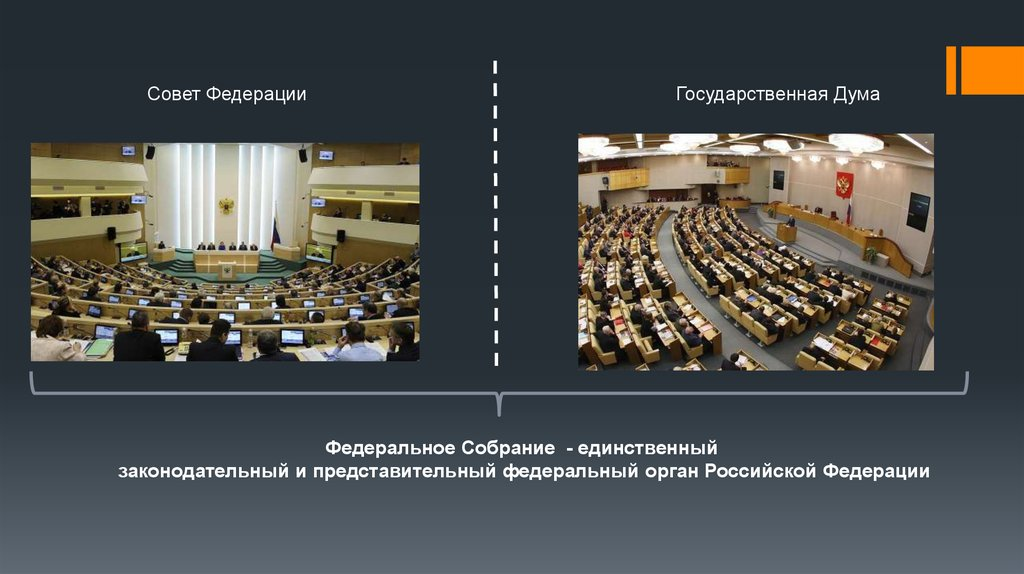 Совет Федерации
Государственная Дума
Федеральное Собрание - единственный
законодательный и представительный федеральный орган Российской Федерации